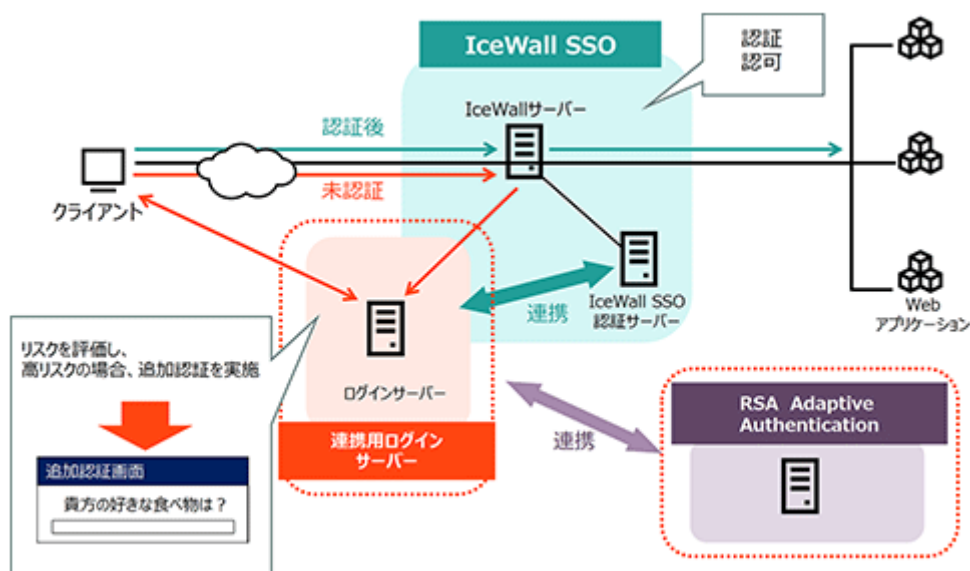 IceWall SSO
認証
認可
IceWallサーバー
認証後
未認証
クライアント
連携
IceWall SSO
認証サーバー
Web
アプリケーション
リスクを評価し、
高リスクの場合、追加認証を実施
追加認証画面
貴方の好きな食べ物は？
ログインサーバー
連携用ログイン
サーバー
連携
RSA Adaptive
Authentication